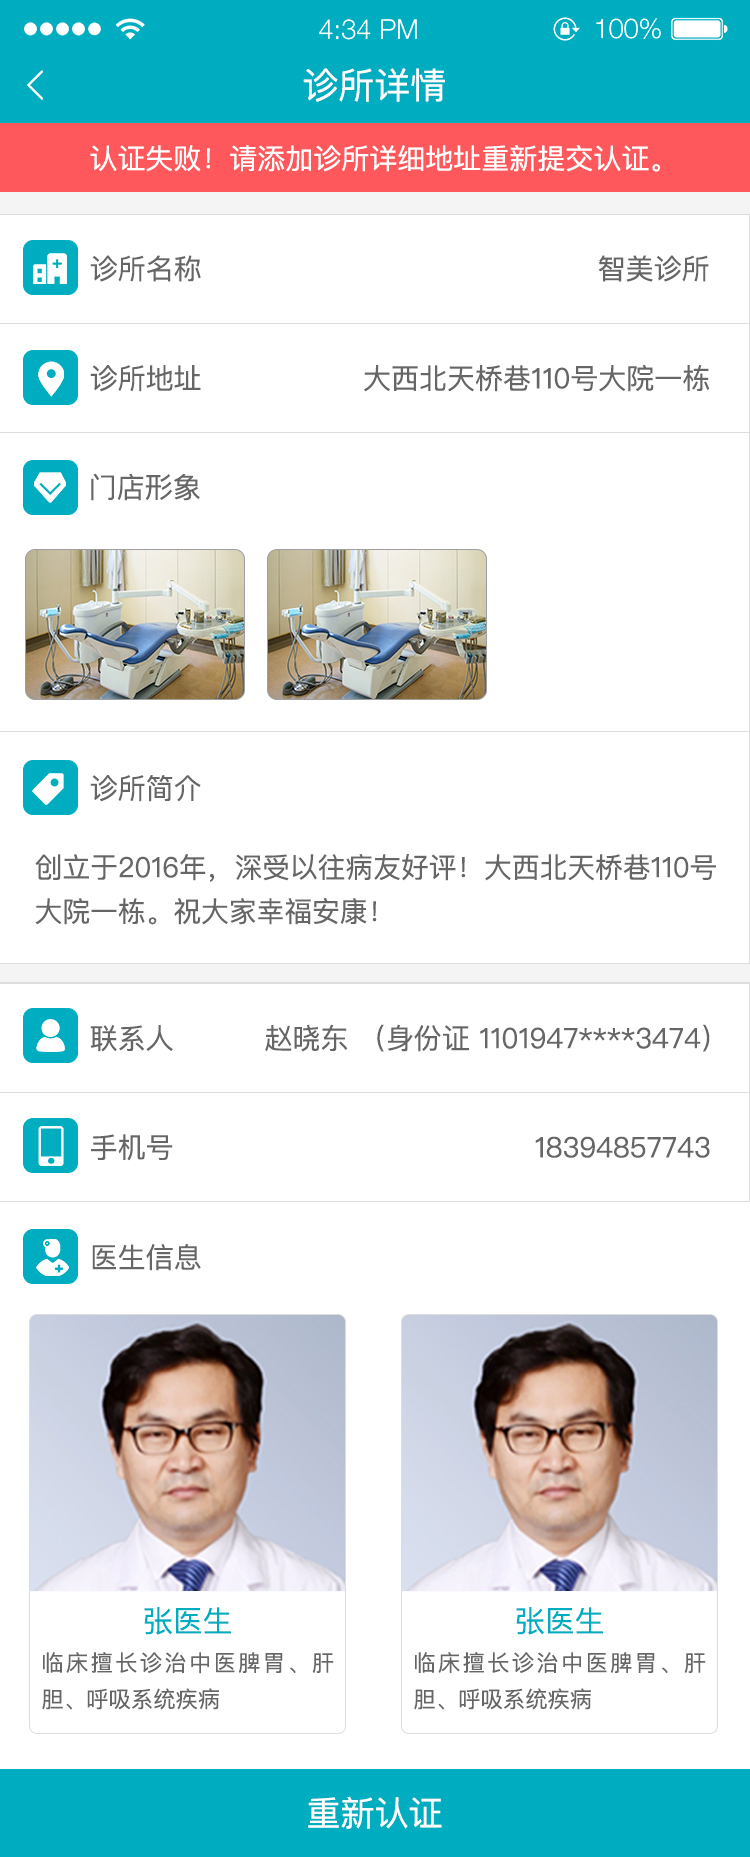 4:34 PM 100%
诊所详情
认证失败！请添加诊所详细地址重新提交认证。
诊所名称 智美诊所
诊所地址 大西北天桥巷110号大院一栋
门店形象
诊所简介
创立于2016年，深受以往病友好评！大西北天桥巷110号
大院一栋。祝大家幸福安康！
联系人 赵晓东 （身份证 1101947****3474）
手机号 18394857743
医生信息
张医生
临床擅长诊治中医脾胃、肝
胆、呼吸系统疾病
张医生
临床擅长诊治中医脾胃、肝
胆、呼吸系统疾病
重新认证